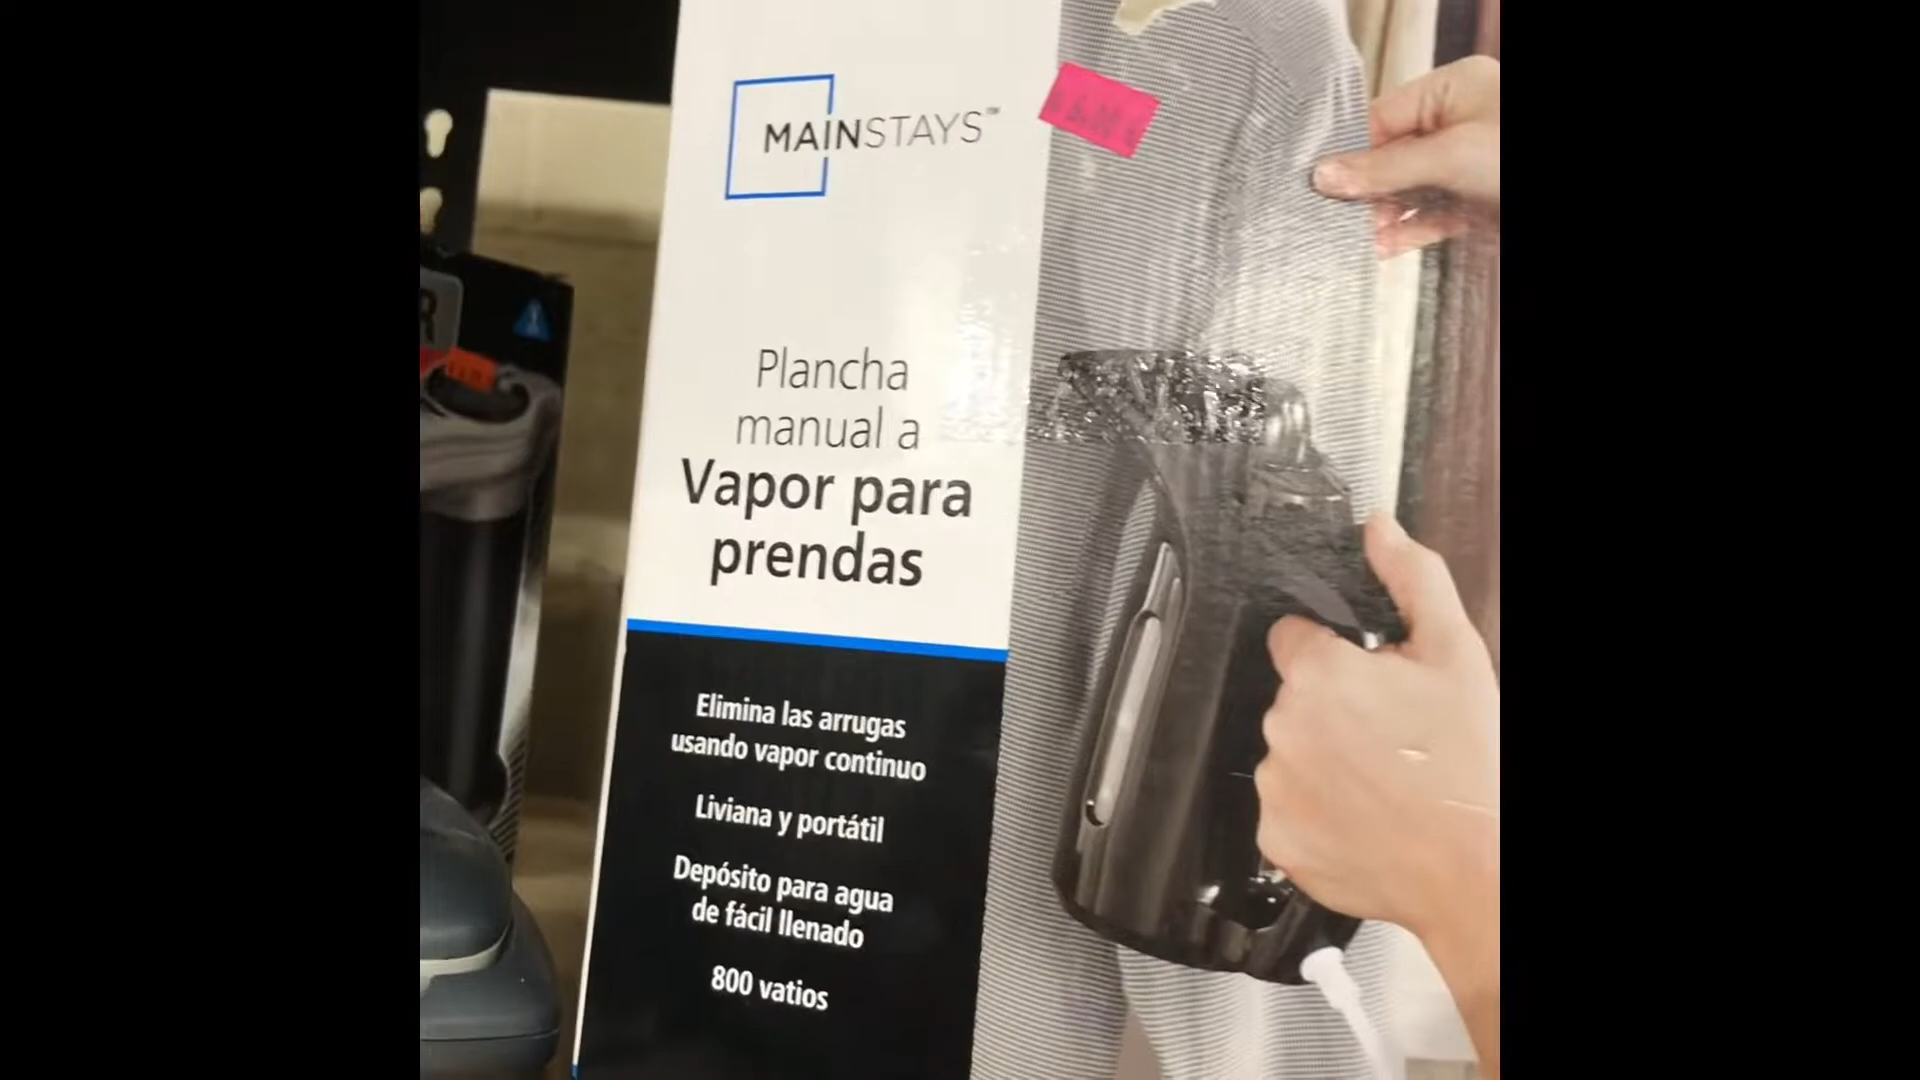 MAINSTAYS™
Plancha
manual a
Vapor para
prendas
Elimina las arrugas
usando vapor continuo
Liviana y portátil
Depósito para agua
de fácil llenado
800 vatios